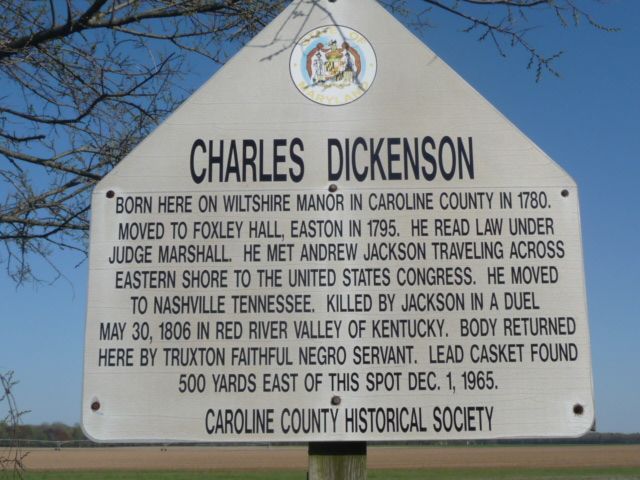 STATE OF
MARYLAND
CHARLES DICKENSON
BORN HERE ON WILTSHIRE MANOR IN CAROLINE COUNTY IN 1780.
MOVED TO FOXLEY HALL, EASTON IN 1795. HE READ LAW UNDER
JUDGE MARSHALL. HE MET ANDREW JACKSON TRAVELING ACROSS
EASTERN SHORE TO THE UNITED STATES CONGRESS. HE MOVED
TO NASHVILLE TENNESSEE. KILLED BY JACKSON IN A DUEL
MAY 30, 1806 IN RED RIVER VALLEY OF KENTUCKY. BODY RETURNED
HERE BY TRUXTON FAITHFUL NEGRO SERVANT. LEAD CASKET FOUND
500 YARDS EAST OF THIS SPOT DEC. 1, 1965.
CAROLINE COUNTY HISTORICAL SOCIETY